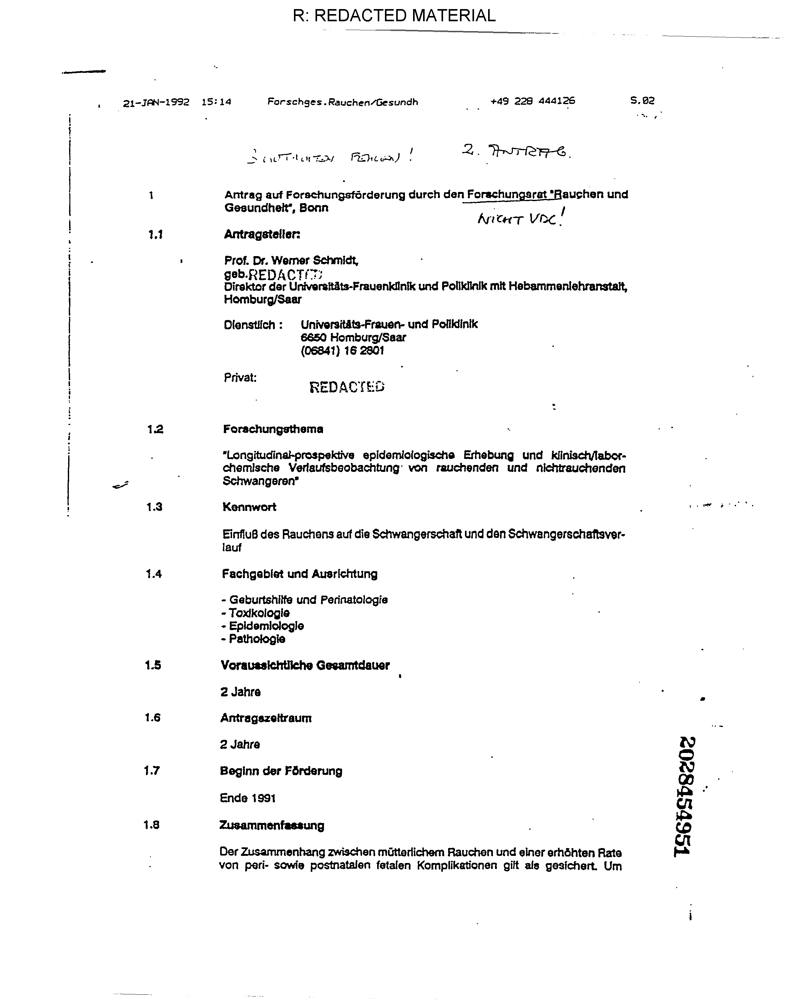 R: REDACTED MATERIAL
21-JAN-1992 15:14 Forschges.Rauchen/Gesundh +49 228 444126 S.02
2. ANTRAG.
1 Antrag auf Forschungsförderung durch den Forschungsrat "Rauchen und
Gesundheit", Bonn
NICHT VDC!
1.1 Antragsteller:
Prof. Dr. Werner Schmidt,
geb. REDACTED
Direktor der Universitäts-Frauenklinik und Poliklinik mit Hebammenlehranstalt,
Homburg/Saar
Dienstlich : Universitäts-Frauen- und Poliklinik
6650 Homburg/Saar
(06841) 16 2801
Privat:
REDACTED
1.2 Forschungsthema
"Longitudinal-prospektive epidemiologische Erhebung und klinisch/labor-
chemische Verlaufsbeobachtung von rauchenden und nichtrauchenden
Schwangeren"
1.3 Kennwort
Einfluß des Rauchens auf die Schwangerschaft und den Schwangerschaftsver-
lauf
1.4 Fachgebiet und Ausrichtung
- Geburtshilfe und Perinatologie
- Toxikologie
- Epidemiologie
- Pathologie
1.5 Voraussichtliche Gesamtdauer
2 Jahre
1.6 Antragszeitraum
2 Jahre
1.7 Beginn der Förderung
Ende 1991
1.8 Zusammenfassung
Der Zusammenhang zwischen mütterlichem Rauchen und einer erhöhten Rate
von peri- sowie postnatalen fetalen Komplikationen gilt als gesichert. Um
2028454951